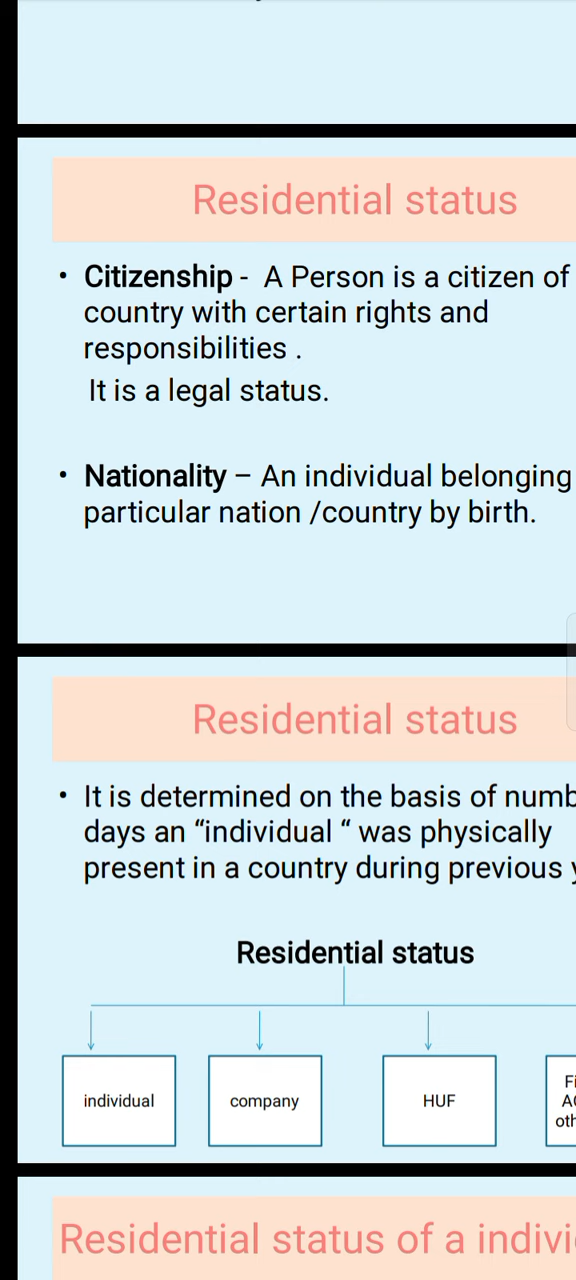 Residential status
• Citizenship - A Person is a citizen of
country with certain rights and
responsibilities .
It is a legal status.
• Nationality – An individual belonging
particular nation /country by birth.
Residential status
• It is determined on the basis of numb
days an “individual “ was physically
present in a country during previous
Residential status
individual
company
HUF
Residential status of a indivi